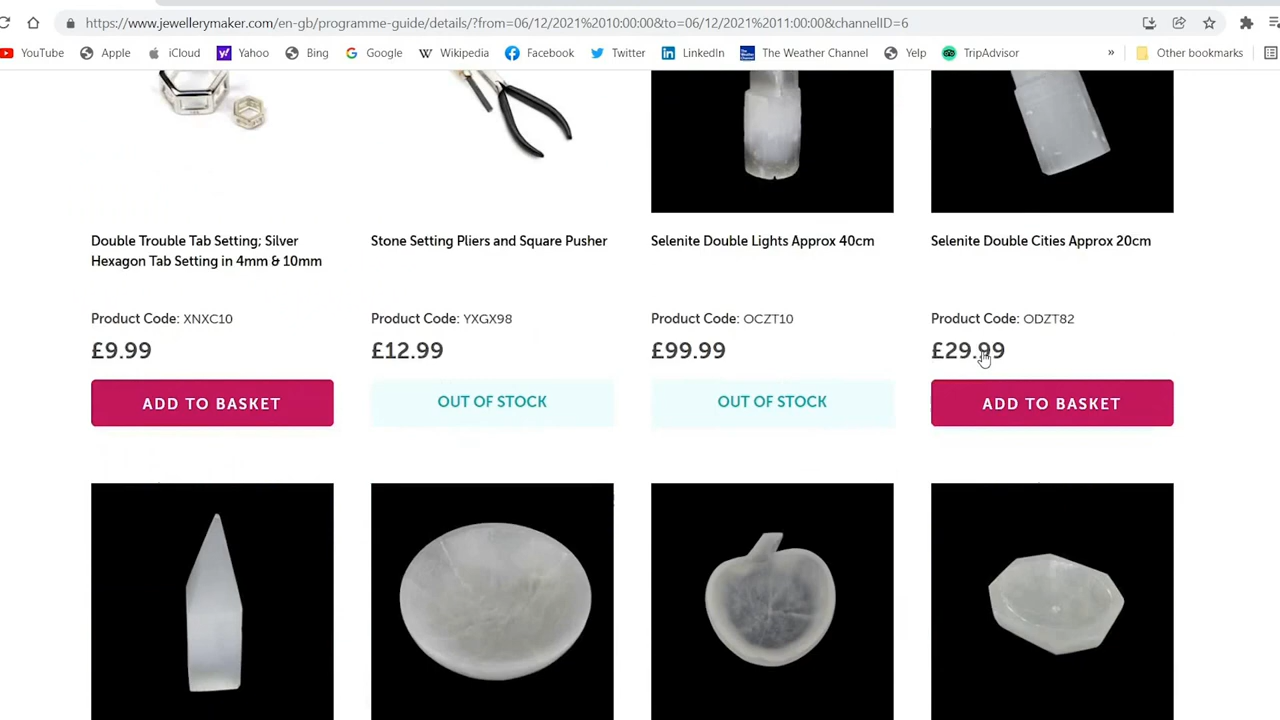 https://www.jewellerymaker.com/en-gb/programme-guide/details/?from=06/12/2021%2010:00:00&to=06/12/2021%2011:00:00&channelID=6
YouTube Apple iCloud Yahoo Bing Google Wikipedia Facebook Twitter LinkedIn The Weather Channel Yelp TripAdvisor » Other bookmarks
Double Trouble Tab Setting; Silver
Hexagon Tab Setting in 4mm & 10mm
Product Code: XNXC10
£9.99
ADD TO BASKET
Stone Setting Pliers and Square Pusher
Product Code: YXGX98
£12.99
OUT OF STOCK
Selenite Double Lights Approx 40cm
Product Code: OCZT10
£99.99
OUT OF STOCK
Selenite Double Cities Approx 20cm
Product Code: ODZT82
£29.99
ADD TO BASKET